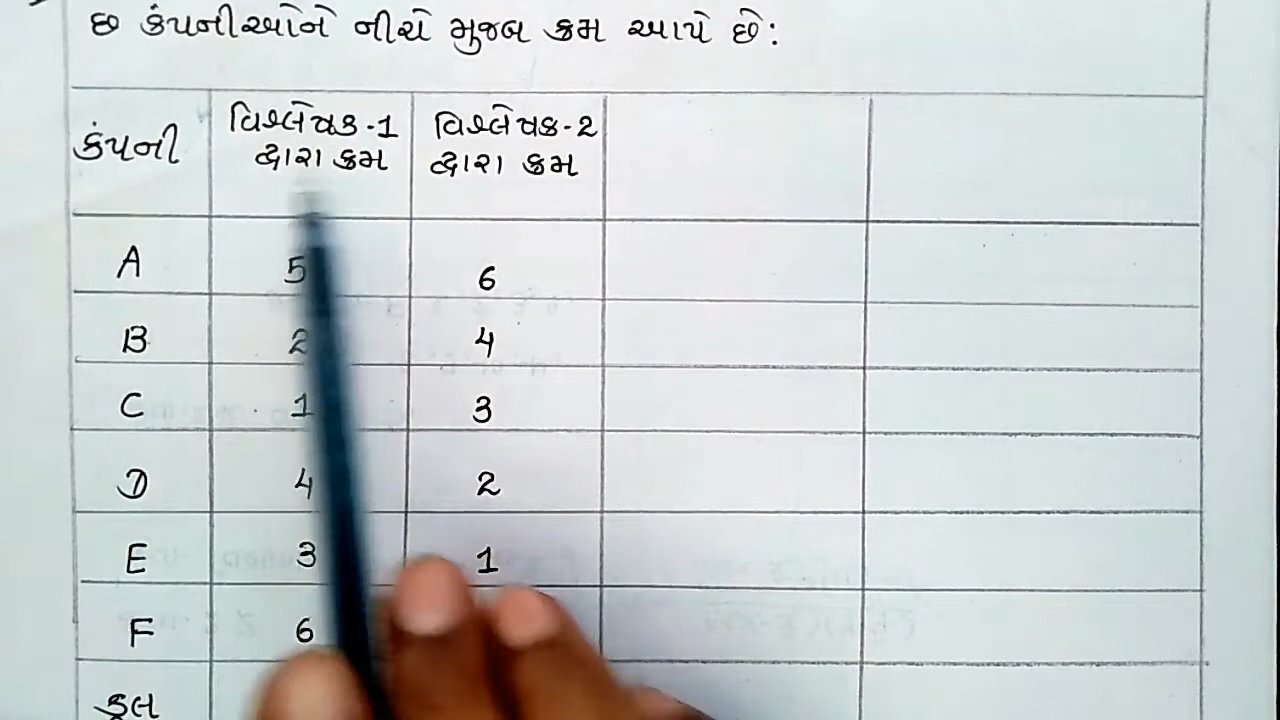 છ કંપનીઓને નીચે મુજબ ક્રમ આપે છે:
કંપની વિશ્લેષક-1 દ્વારા ક્રમ વિશ્લેષક-2 દ્વારા ક્રમ
A 5 6
B 2 4
C 1 3
D 4 2
E 3 1
F 6
કુલ